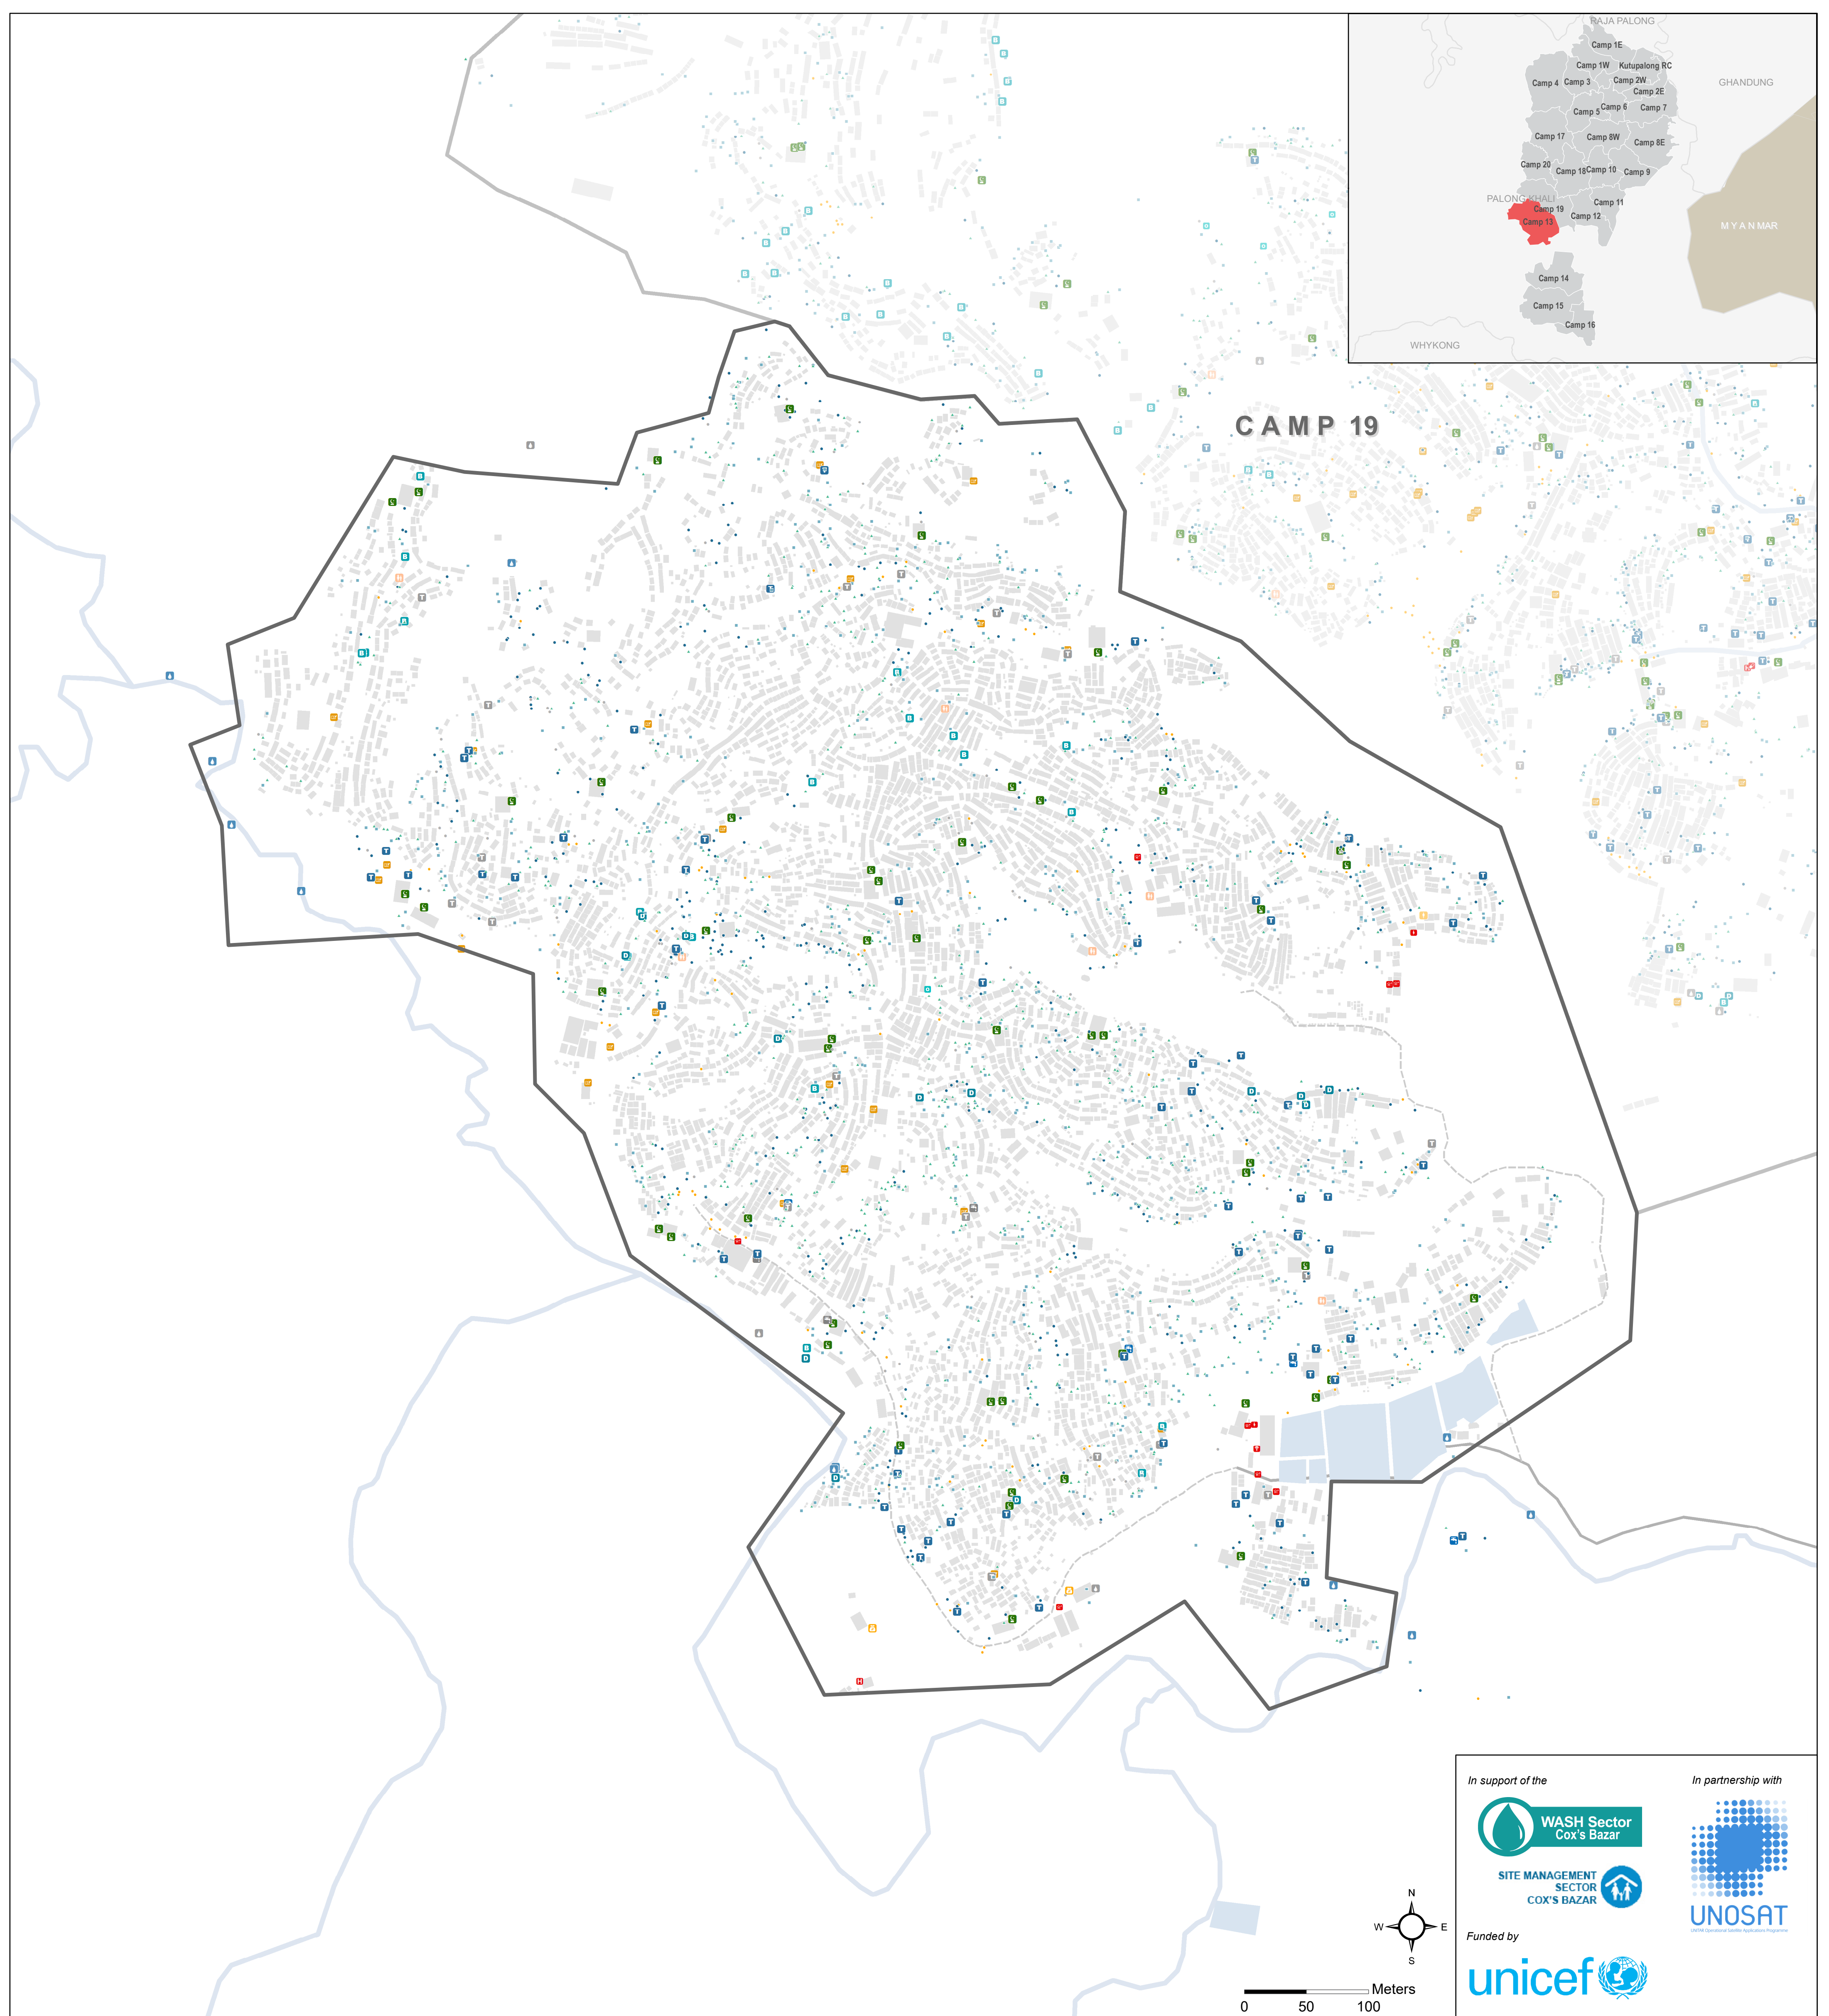 RAJA PALONG
Camp 1E
Camp 1W
Kutupalong RC
Camp 4
Camp 3
Camp 2W
GHANDUNG
Camp 2E
Camp 5
Camp 6
Camp 7
Camp 17
Camp 8W
Camp 8E
Camp 20
Camp 18
Camp 10
Camp 9
PALONG KHALI
Camp 11
Camp 19
Camp 12
Camp 13
M Y A N MAR
Camp 14
Camp 15
Camp 16
WHYKONG
CAMP 19
In support of the
WASH Sector
Cox's Bazar
SITE MANAGEMENT
SECTOR
COX'S BAZAR
In partnership with
UNOSAT
Funded by
unicef
N
W
E
S
Meters
0 50 100